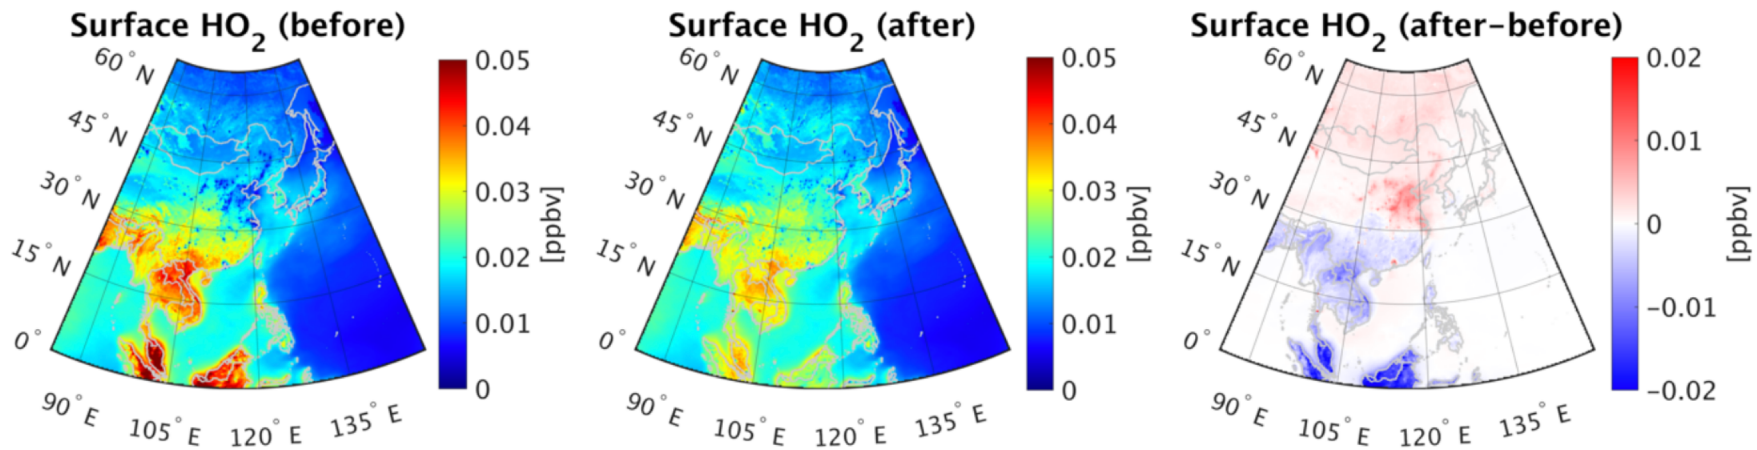 Surface HO2 (before)
60° N
45° N
30° N
15° N
0°
90° E
105° E
120° E
135° E
0.05
0.04
0.03
0.02
0.01
0
[ppbv]
Surface HO2 (after)
60° N
45° N
30° N
15° N
0°
90° E
105° E
120° E
135° E
0.05
0.04
0.03
0.02
0.01
0
[ppbv]
Surface HO2 (after-before)
60° N
45° N
30° N
15° N
0°
90° E
105° E
120° E
135° E
0.02
0.01
0
-0.01
-0.02
[ppbv]